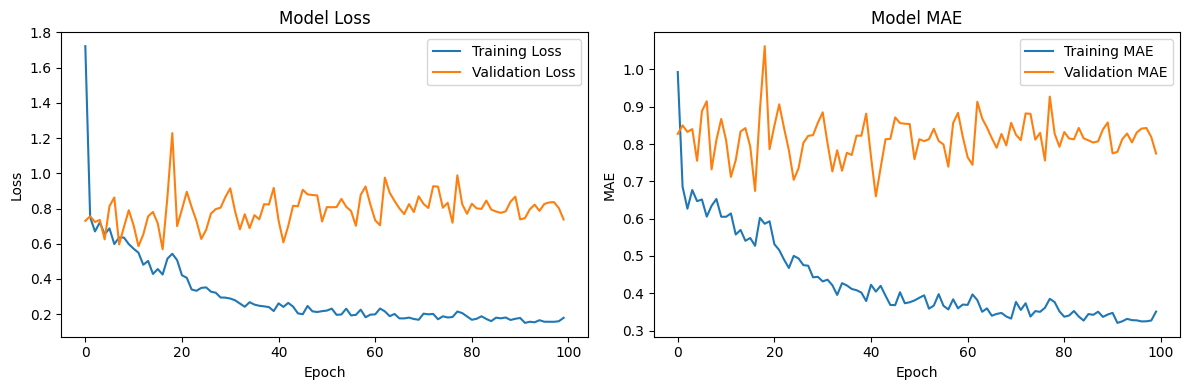 Model Loss
Training Loss
Validation Loss
Loss
1.8
1.6
1.4
1.2
1.0
0.8
0.6
0.4
0.2
0 20 40 60 80 100
Epoch
Model MAE
Training MAE
Validation MAE
MAE
1.0
0.9
0.8
0.7
0.6
0.5
0.4
0.3
0 20 40 60 80 100
Epoch